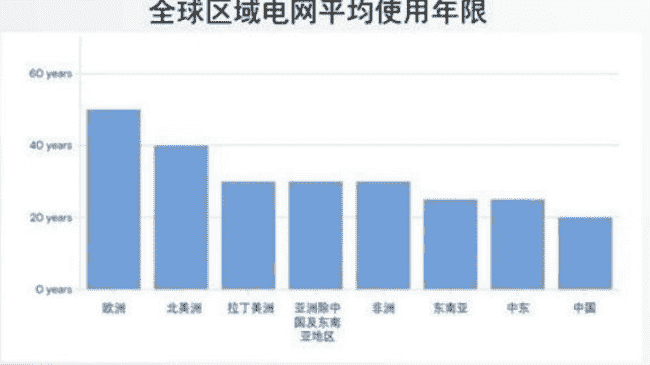 全球区域电网平均使用年限
60 years
40 years
20 years
0 years
欧洲
北美洲
拉丁美洲
亚洲除中
国及东南
亚地区
非洲
东南亚
中东
中国